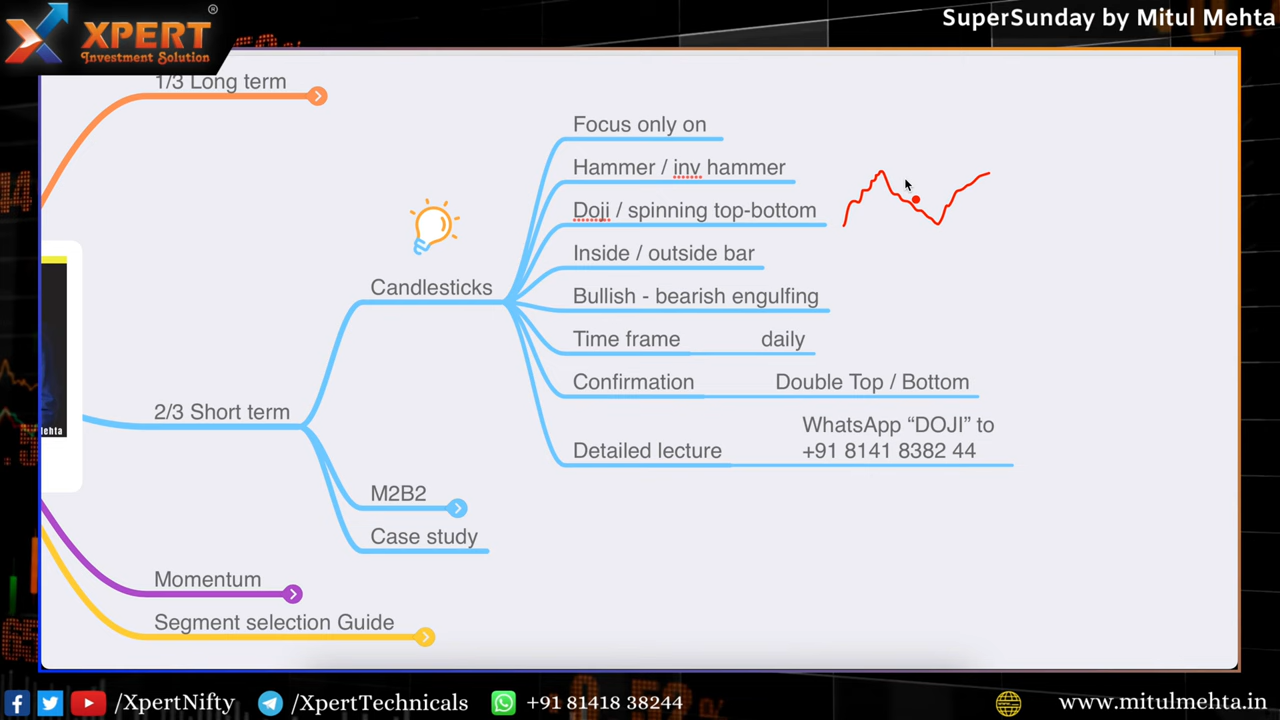 XPERT
Investment Solution
®
SuperSunday by Mitul Mehta
1/3 Long term
Focus only on
Hammer / inv hammer
Doji / spinning top-bottom
Inside / outside bar
Candlesticks
Bullish - bearish engulfing
Time frame daily
Confirmation Double Top / Bottom
Detailed lecture WhatsApp “DOJI” to
+91 8141 8382 44
2/3 Short term
ehta
M2B2
Case study
Momentum
Segment selection Guide
/XpertNifty /XpertTechnicals +91 81418 38244 www.mitulmehta.in